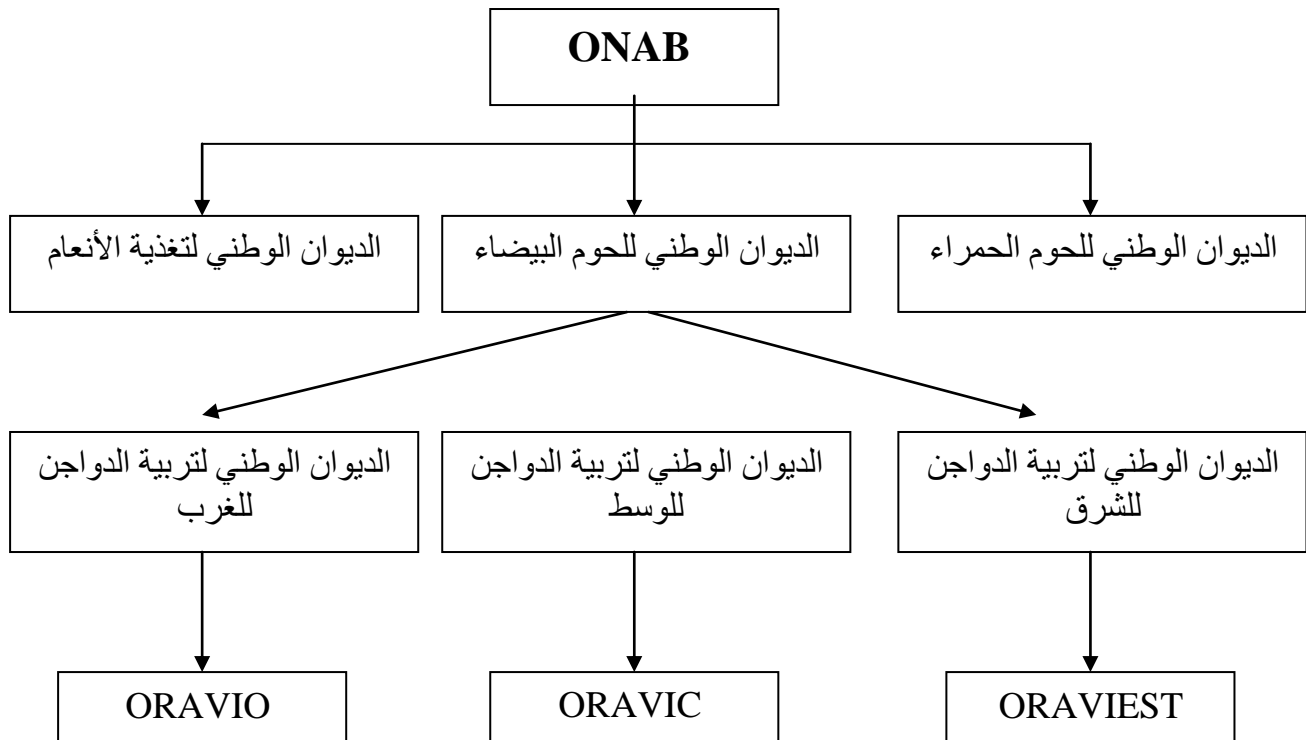 ONAB
الديوان الوطني للحوم الحمراء
الديوان الوطني للحوم البيضاء
الديوان الوطني لتغذية الأنعام
الديوان الوطني لتربية الدواجن
للشرق
الديوان الوطني لتربية الدواجن
للوسط
الديوان الوطني لتربية الدواجن
للغرب
ORAVIEST
ORAVIC
ORAVIO